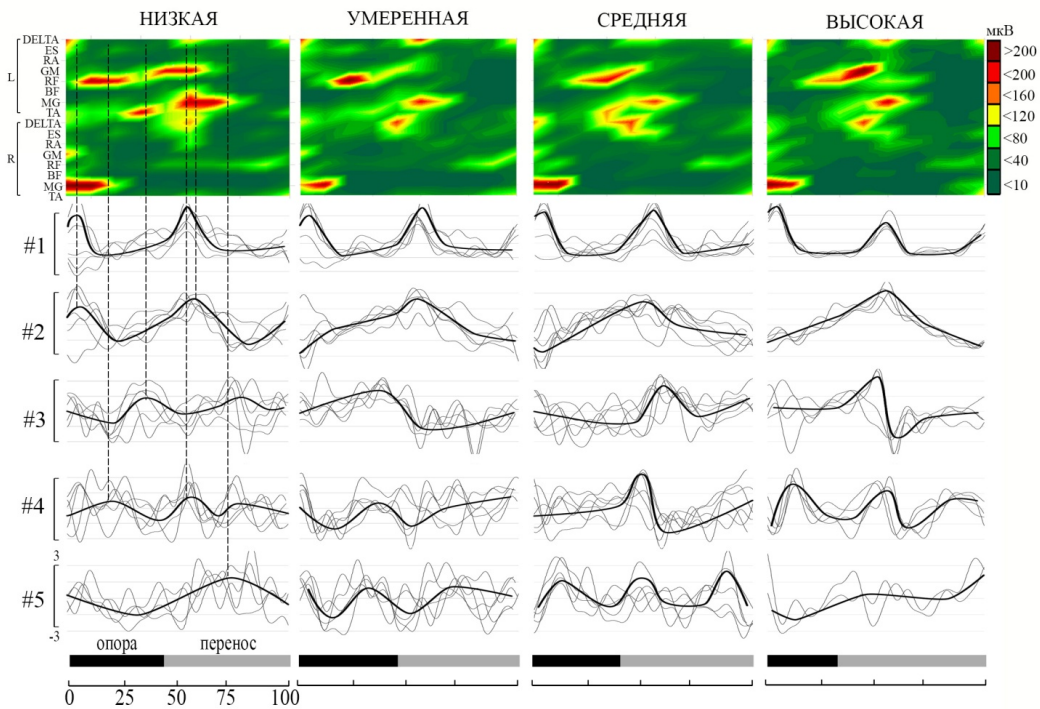 НИЗКАЯ УМЕРЕННАЯ СРЕДНЯЯ ВЫСОКАЯ
мкВ
L
DELTA
ES
RA
GM
RF
BF
MG
TA
R
DELTA
ES
RA
GM
RF
BF
MG
TA
>200
<200
<160
<120
<80
<40
<10
#1
#2
#3
#4
#5
3
-3
опора перенос
0 25 50 75 100